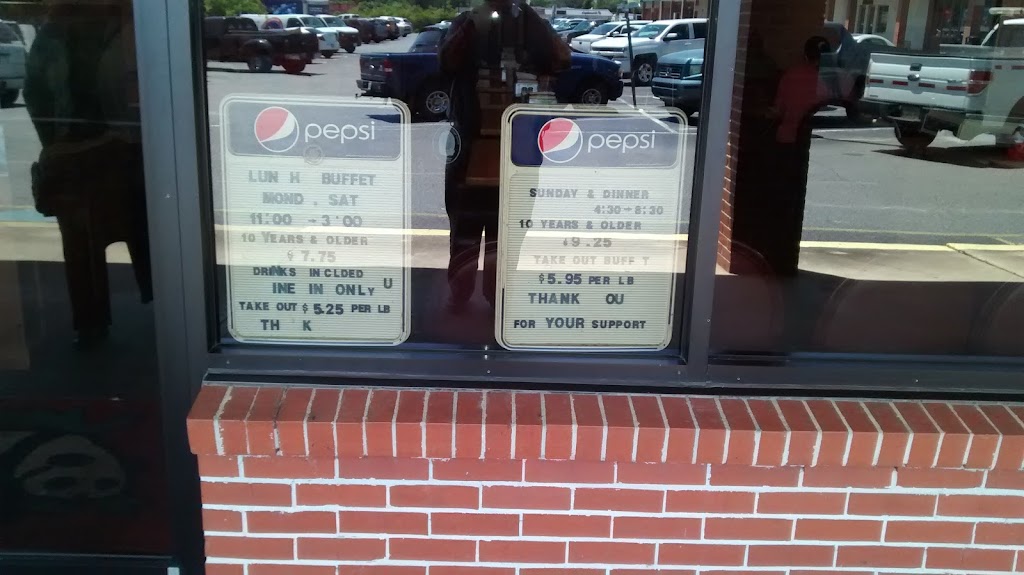 pepsi
LUN H BUFFET
MOND . SAT
11:00 - 3:00
10 YEARS & OLDER
$ 7.75
DRINKS IN CLDED
INE IN ONLY U
TAKE OUT $ 5.25 PER LB
TH K
pepsi
SUNDAY & DINNER
4:30 - 8:30
10 YEARS & OLDER
$9.25
TAKE OUT BUFF T
$5.95 PER LB
THANK OU
FOR YOUR SUPPORT